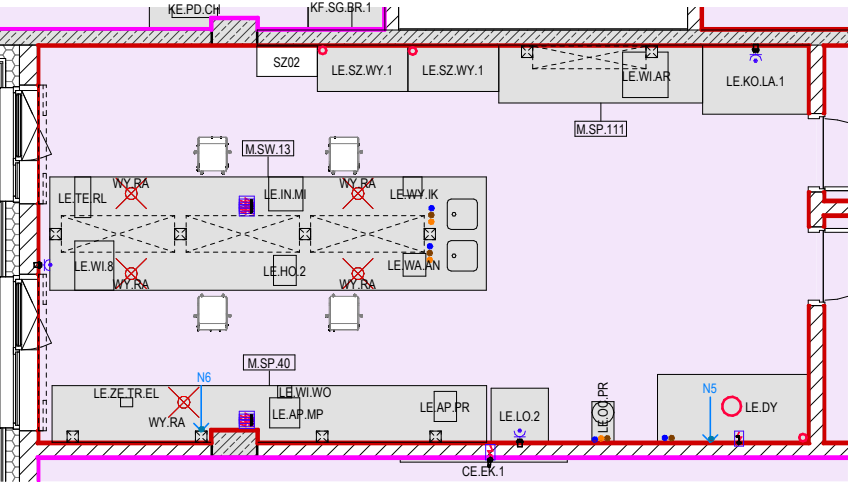 KE.PD.CH
KF.SG.BR.1
SZ02
LE.SZ.WY.1
LE.SZ.WY.1
LE.WI.AR
LE.KO.LA.1
M.SP.111
M.SW.13
LE.TE.RL
WY.RA
LE.IN.MI
WY.RA
LE.WY.IK
LE.WI.8
WY.RA
LE.HO.2
WY.RA
LE.WA.AN
M.SP.40
N6
N5
LE.ZE.TR.EL
WY.RA
LE.WI.WO
LE.AP.MP
LE.AP.PR
LE.LO.2
LE.OC.PR
LE.DY
CE.EK.1